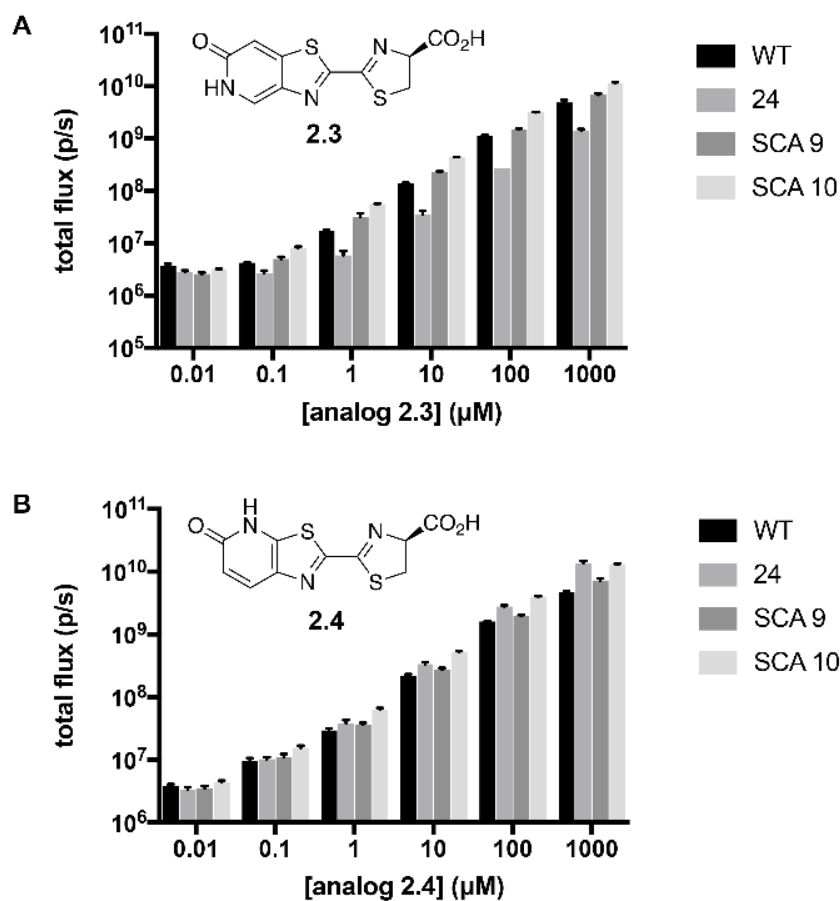 A
total flux (p/s)
10¹¹
10¹⁰
10⁹
10⁸
10⁷
10⁶
10⁵
O
HN
S
N
N
S
CO₂H
2.3
0.01 0.1 1 10 100 1000
[analog 2.3] (µM)
WT
24
SCA 9
SCA 10
B
total flux (p/s)
10¹¹
10¹⁰
10⁹
10⁸
10⁷
10⁶
H
O
N
S
N
N
S
CO₂H
2.4
0.01 0.1 1 10 100 1000
[analog 2.4] (µM)
WT
24
SCA 9
SCA 10